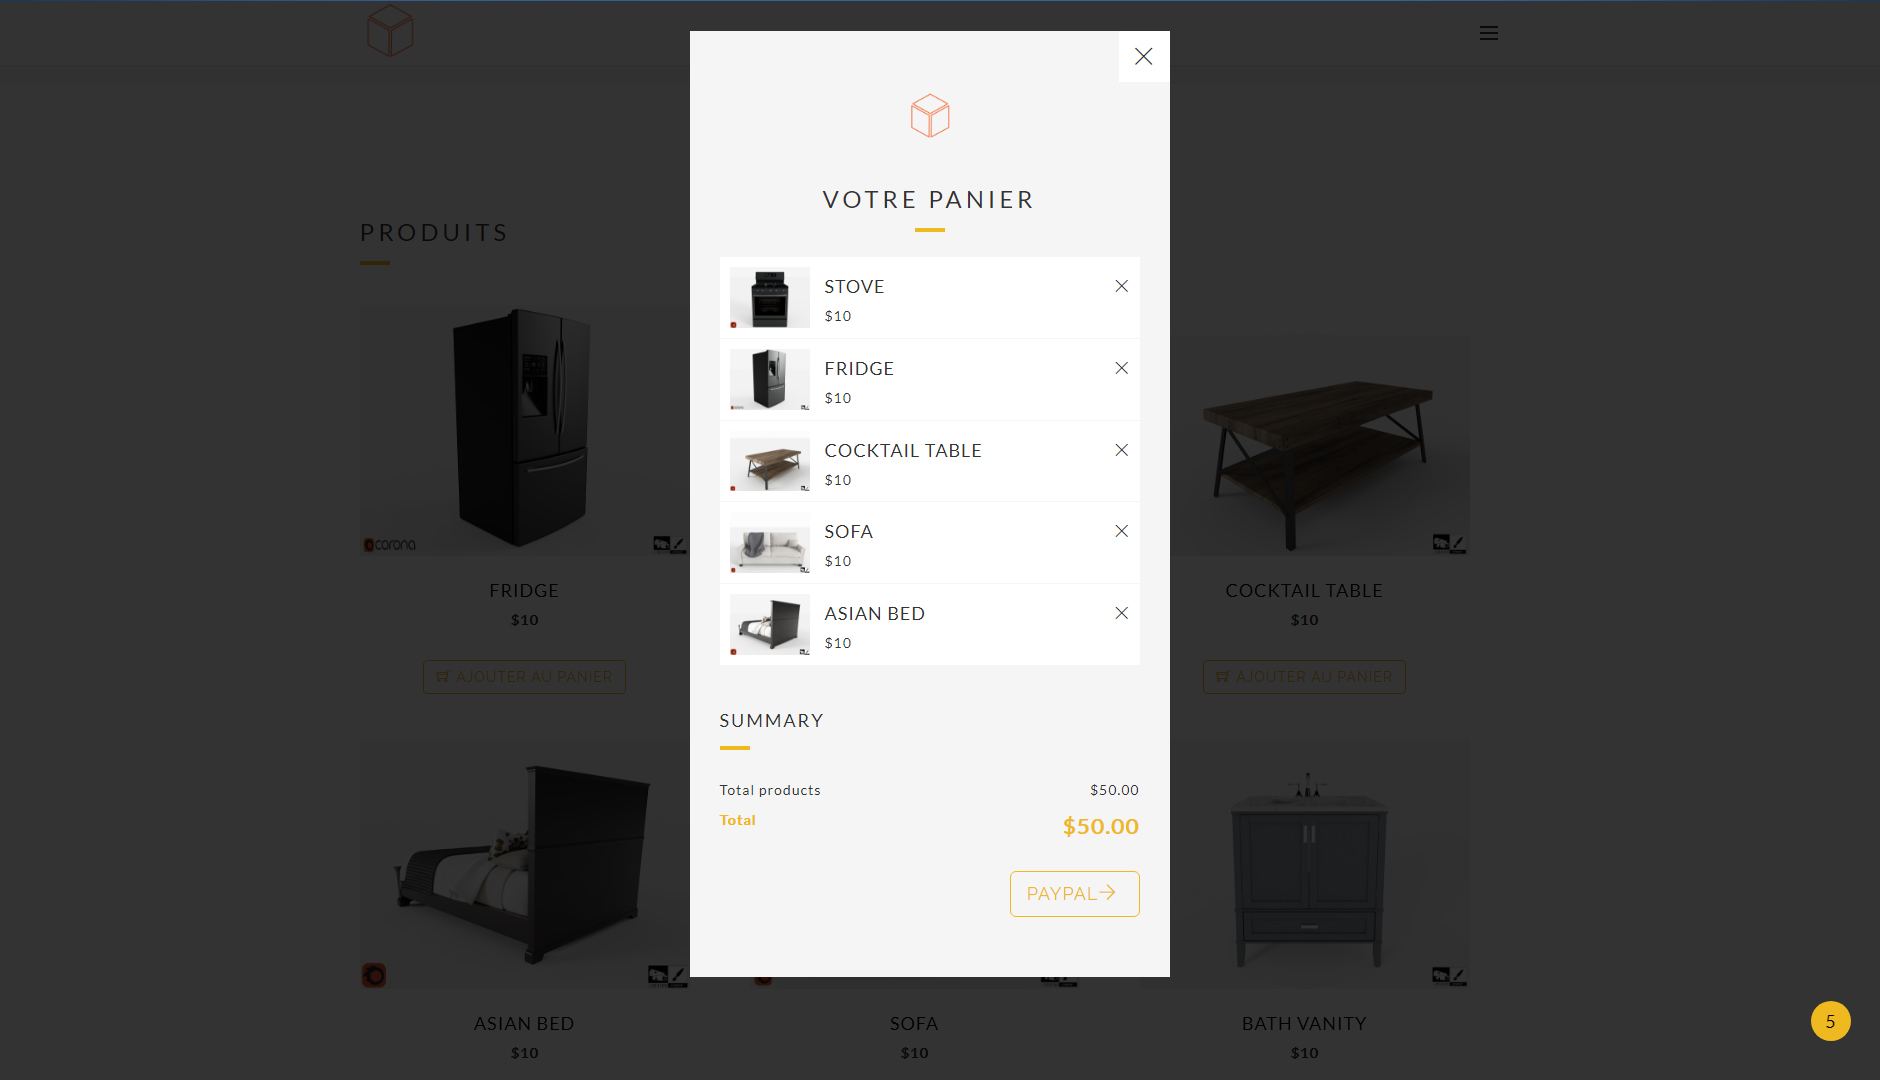 VOTRE PANIER
STOVE
$10
FRIDGE
$10
COCKTAIL TABLE
$10
SOFA
$10
ASIAN BED
$10
SUMMARY
Total products $50.00
Total $50.00
PAYPAL
PRODUITS
corona
FRIDGE
$10
AJOUTER AU PANIER
COCKTAIL TABLE
$10
AJOUTER AU PANIER
ASIAN BED
$10
SOFA
$10
BATH VANITY
$10
5